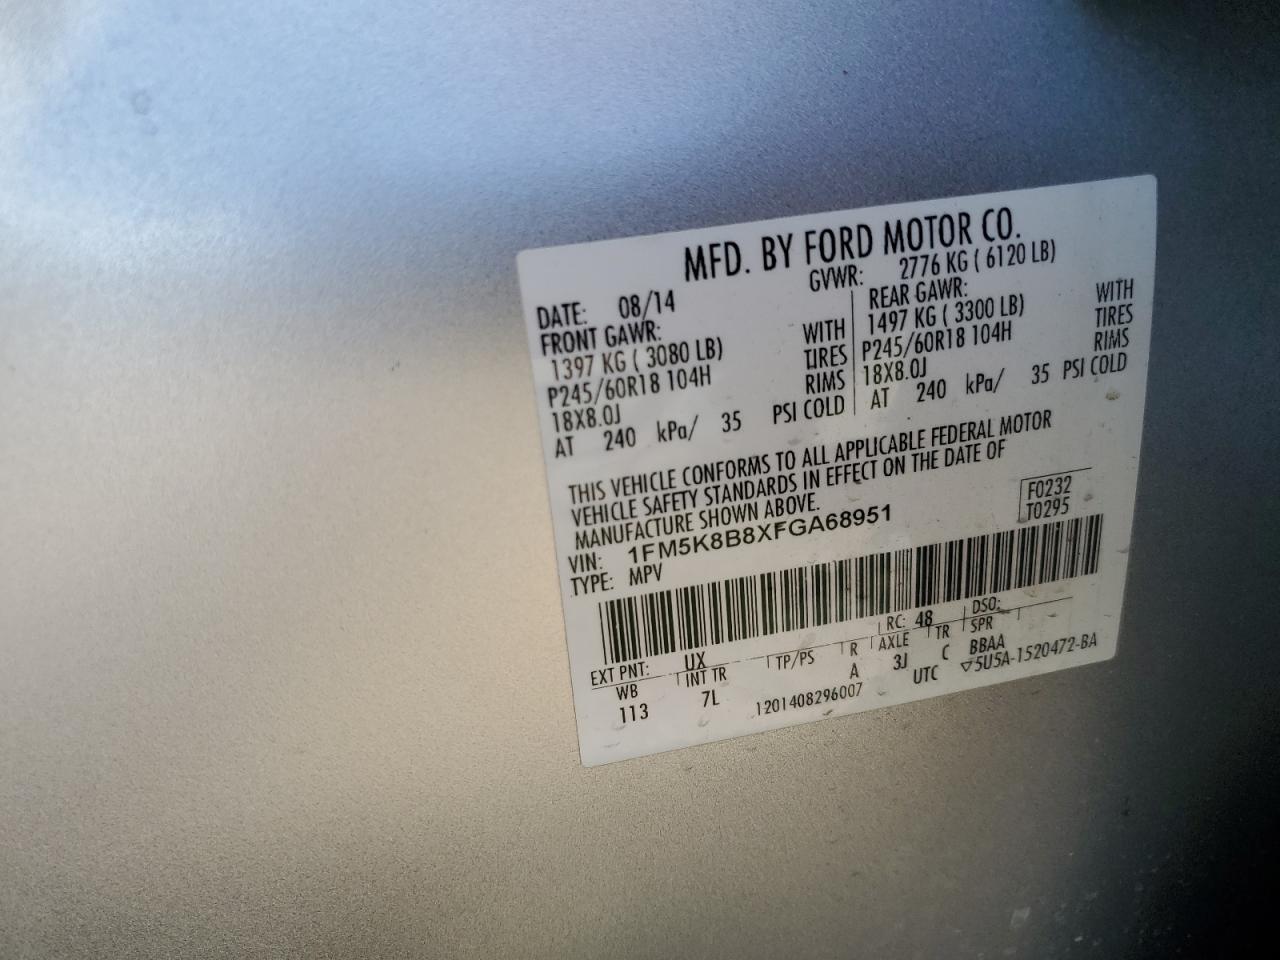 MFD. BY FORD MOTOR CO.
DATE: 08/14 GVWR: 2776 KG ( 6120 LB)
FRONT GAWR: REAR GAWR:
1397 KG ( 3080 LB) WITH 1497 KG ( 3300 LB) WITH
P245/60R18 104H TIRES P245/60R18 104H TIRES
18X8.0J RIMS 18X8.0J RIMS
AT 240 kPa/ 35 PSI COLD AT 240 kPa/ 35 PSI COLD
THIS VEHICLE CONFORMS TO ALL APPLICABLE FEDERAL MOTOR
VEHICLE SAFETY STANDARDS IN EFFECT ON THE DATE OF
MANUFACTURE SHOWN ABOVE.
F0232
T0295
VIN: 1FM5K8B8XFGA68951
TYPE: MPV
EXT PNT: UX RC: 48 DSO:
WB INT TR TP/PS R AXLE TR SPR
113 7L A 3J C BBAA
1201408296007 UTC ▽5U5A-1520472-BA